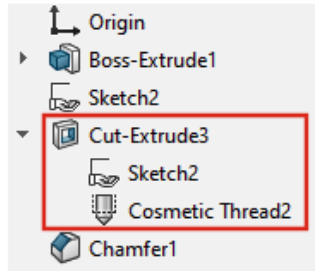 Origin
Boss-Extrude1
Sketch2
Cut-Extrude3
Sketch2
Cosmetic Thread2
Chamfer1